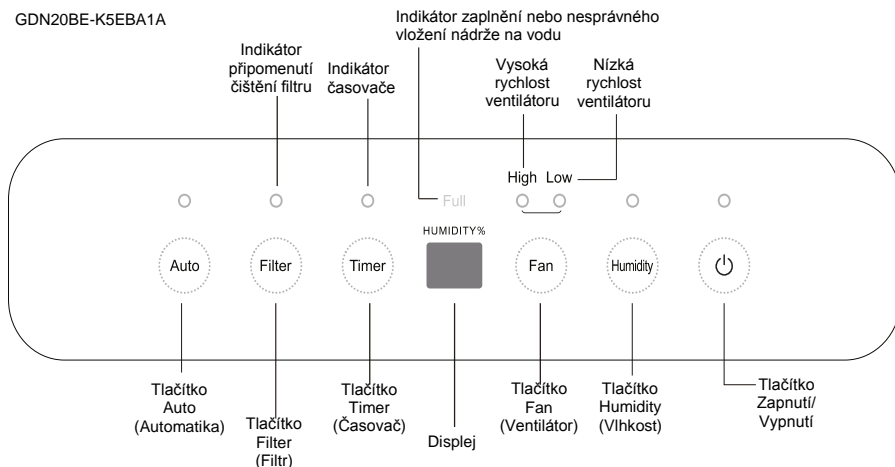 GDN20BE-K5EBA1A
Indikátor zaplnění nebo nesprávného
vložení nádrže na vodu
Indikátor
připomenutí
čištění filtru
Indikátor
časovače
Vysoká
rychlost
ventilátoru
Nízká
rychlost
ventilátoru
High Low
Full
HUMIDITY%
Auto
Filter
Timer
Fan
Humidity
Tlačítko
Auto
(Automatika)
Tlačítko
Filter
(Filtr)
Tlačítko
Timer
(Časovač)
Displej
Tlačítko
Fan
(Ventilátor)
Tlačítko
Humidity
(Vlhkost)
Tlačítko
Zapnutí/
Vypnutí